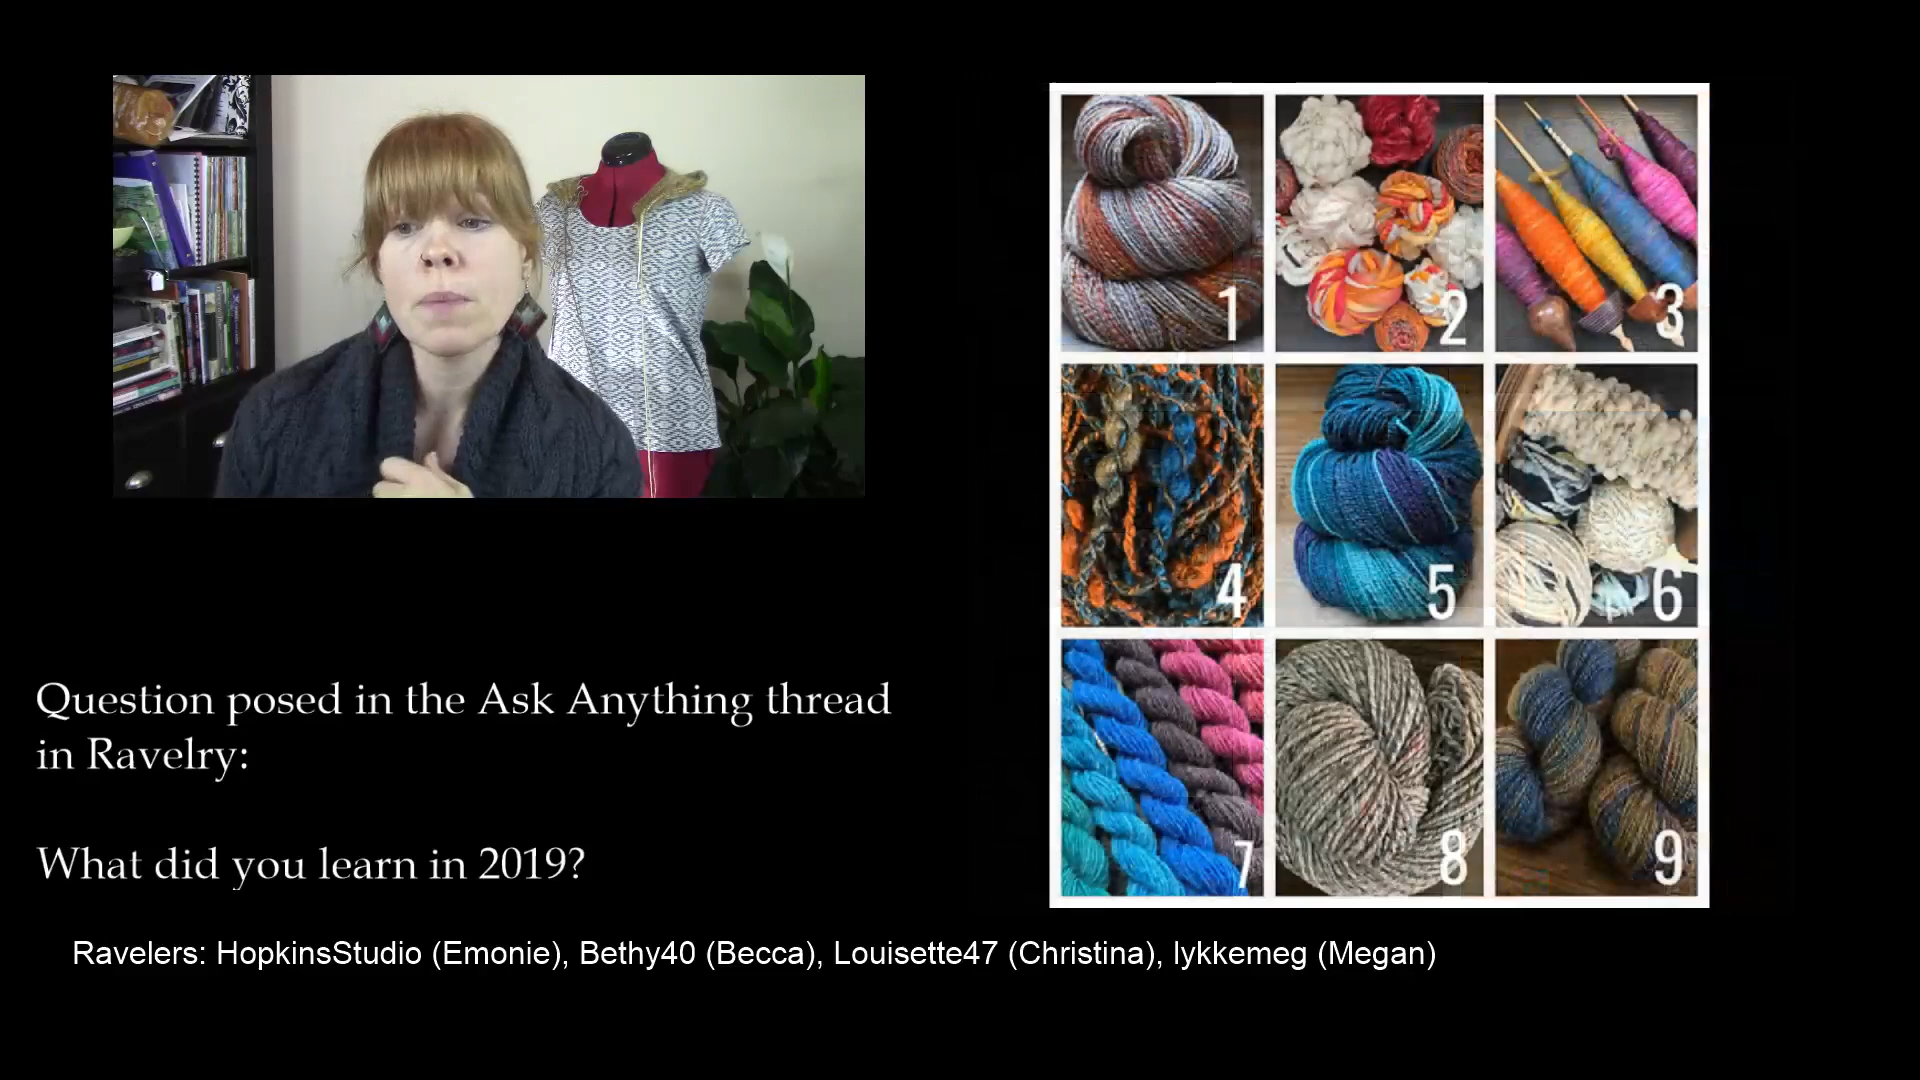 1
2
3
4
5
6
7
8
9
Question posed in the Ask Anything thread
in Ravelry:
What did you learn in 2019?
Ravelers: HopkinsStudio (Emonie), Bethy40 (Becca), Louisette47 (Christina), lykkemeg (Megan)